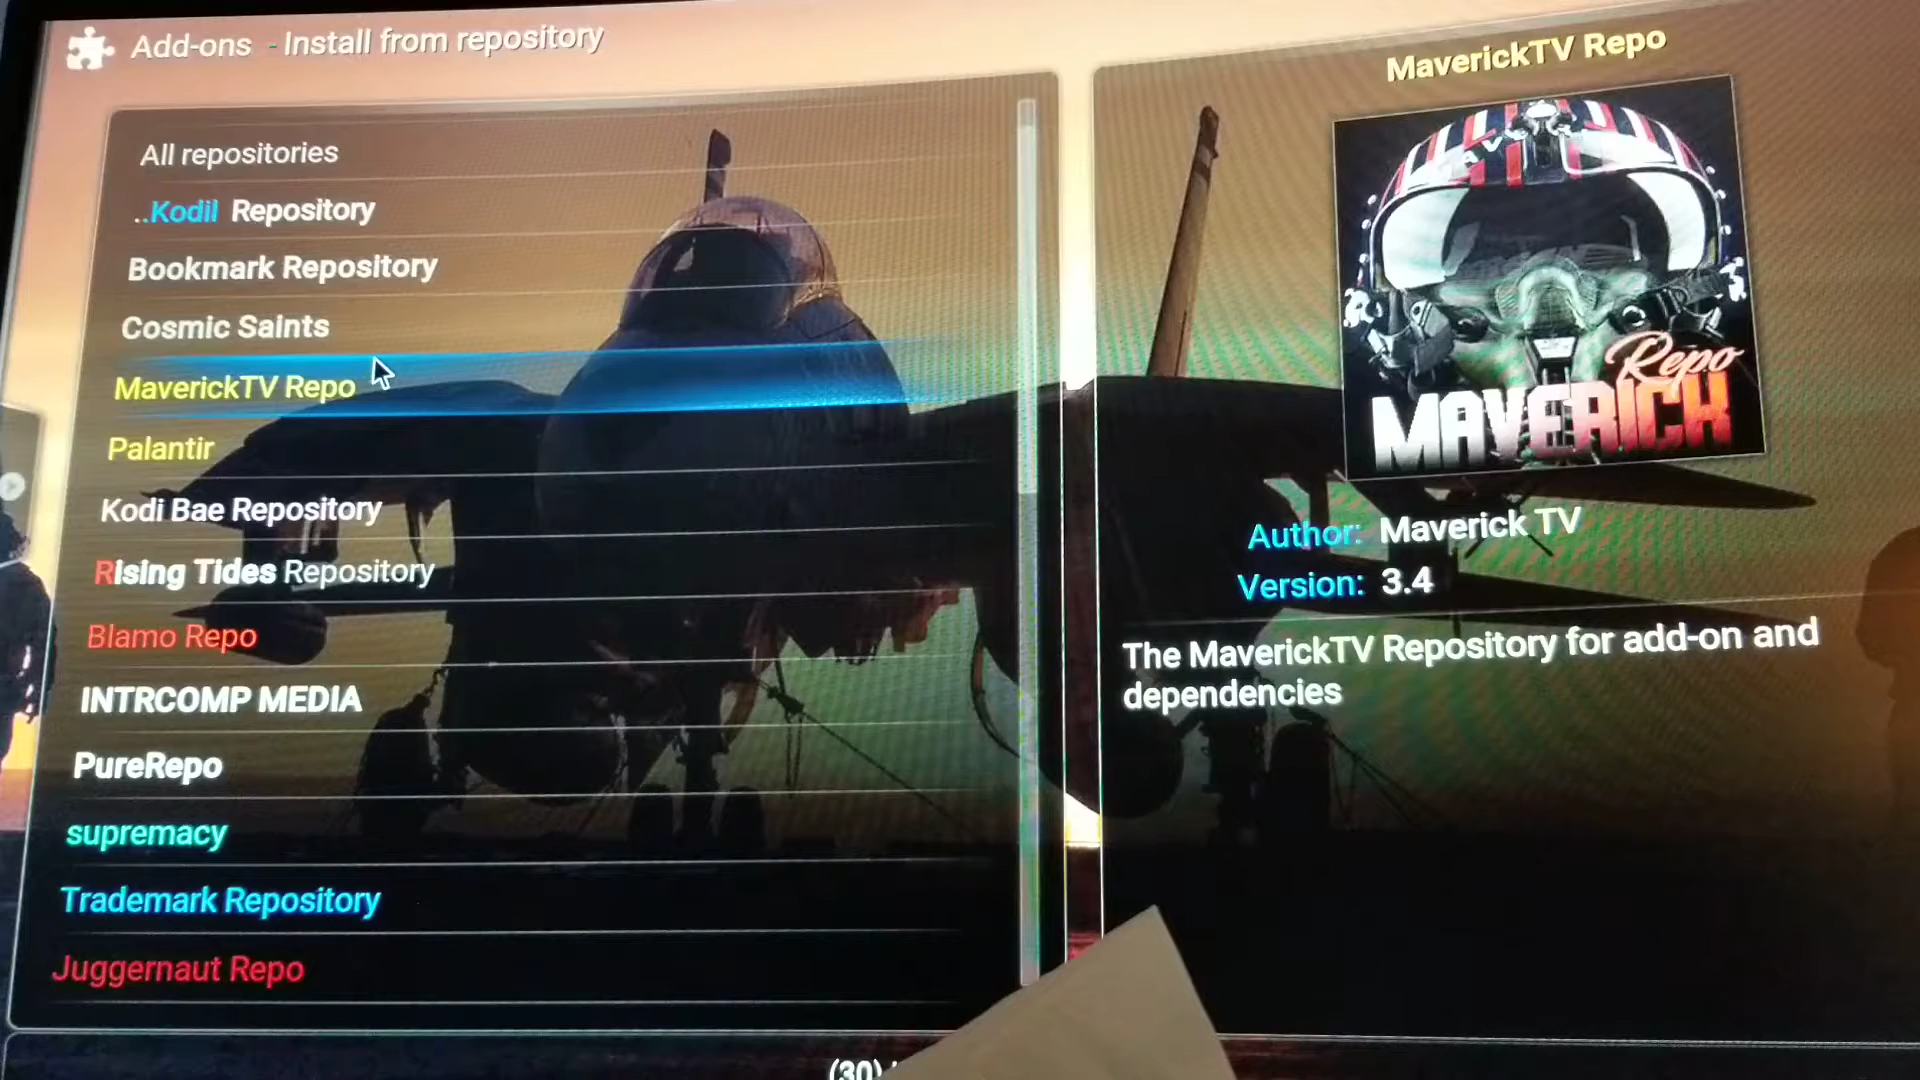 Add-ons - Install from repository
All repositories
..Kodil Repository
Bookmark Repository
Cosmic Saints
MaverickTV Repo
Palantir
Kodi Bae Repository
Rising Tides Repository
Blamo Repo
INTRCOMP MEDIA
PureRepo
supremacy
Trademark Repository
Juggernaut Repo
(30)
MaverickTV Repo
Repo
MAVERICK
Author: Maverick TV
Version: 3.4
The MaverickTV Repository for add-on and
dependencies